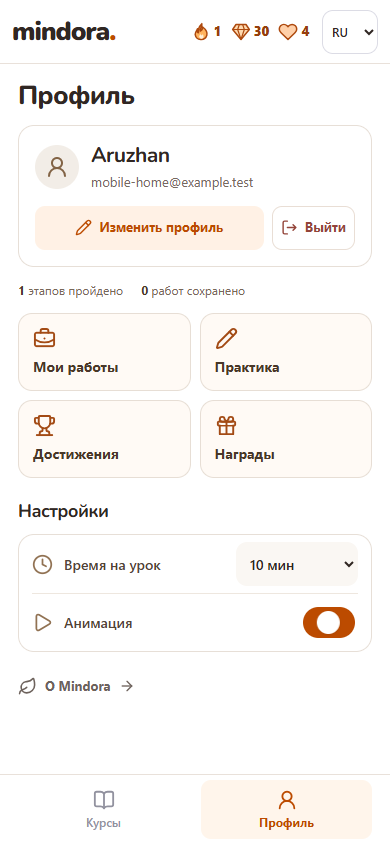 mindora. 1 30 4 RU
Профиль
Aruzhan
mobile-home@example.test
Изменить профиль Выйти
1 этапов пройдено 0 работ сохранено
Мои работы Практика
Достижения Награды
Настройки
Время на урок 10 мин
Анимация
О Mindora →
Курсы Профиль